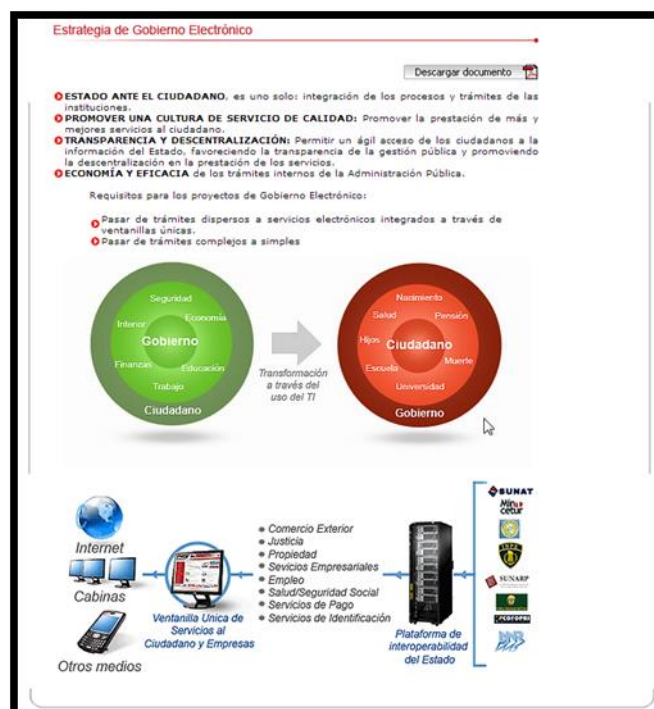 Estrategia de Gobierno Electrónico
Descargar documento
ESTADO ANTE EL CIUDADANO, es uno solo: integración de los procesos y trámites de las
instituciones.
PROMOVER UNA CULTURA DE SERVICIO DE CALIDAD: Promover la prestación de más y
mejores servicios al ciudadano.
TRANSPARENCIA Y DESCENTRALIZACIÓN: Permitir un ágil acceso de los ciudadanos a la
información del Estado, favoreciendo la transparencia de la gestión pública y promoviendo
la descentralización en la prestación de los servicios.
ECONOMÍA Y EFICACIA de los trámites internos de la Administración Pública.
Requisitos para los proyectos de Gobierno Electrónico:
Pasar de trámites dispersos a servicios electrónicos integrados a través de
ventanillas únicas.
Pasar de trámites complejos a simples
Seguridad
Interior
Economía
Gobierno
Finanzas
Educación
Trabajo
Ciudadano
Transformación
a través del
uso del TI
Nacimiento
Salud
Pensión
Hijos
Ciudadano
Escuela
Muerte
Universidad
Gobierno
Internet
Cabinas
Otros medios
Ventanilla Unica de
Servicios al
Ciudadano y Empresas
Comercio Exterior
Justicia
Propiedad
Sevicios Empresariales
Empleo
Salud/Seguridad Social
Servicios de Pago
Servicios de Identificación
Plataforma de
interoperabilidad
del Estado
SUNAT
Min
cetur
SUNARP
COFOPRI